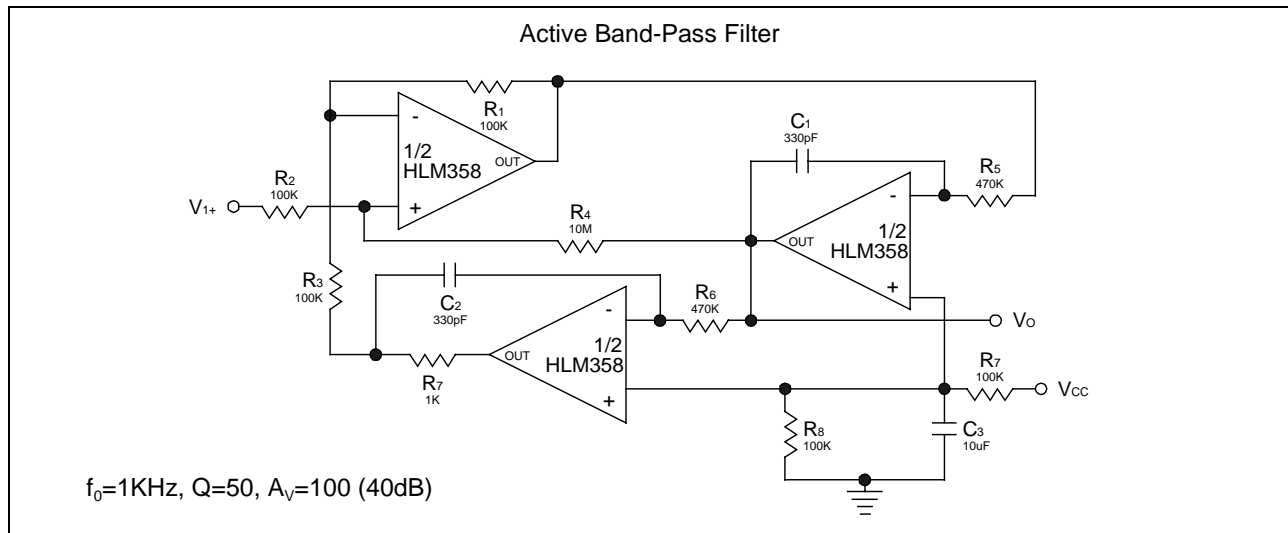 Active Band-Pass Filter
R1
100K
-
1/2
HLM358
OUT
+
C1
330pF
R5
470K
R2
100K
V1+
R4
10M
-
1/2
HLM358
OUT
+
R3
100K
C2
330pF
R6
470K
-
1/2
HLM358
OUT
+
VO
R7
1K
R7
100K
VCC
R8
100K
C3
10uF
f0=1KHz, Q=50, AV=100 (40dB)